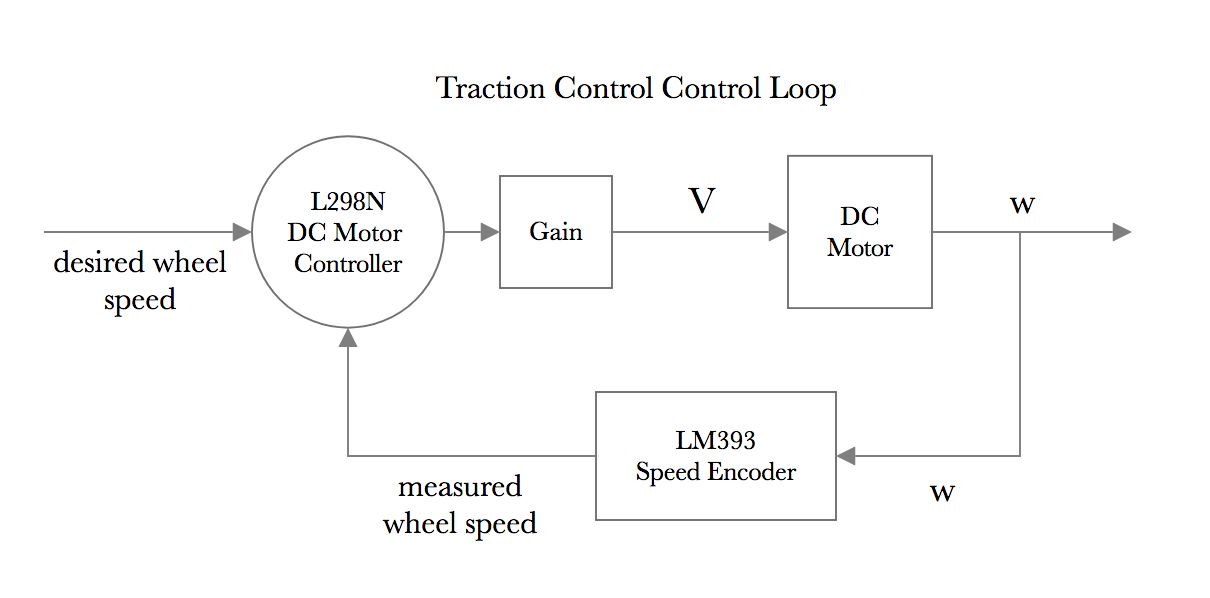 Traction Control Control Loop
L298N
DC Motor
Controller
Gain
V
DC
Motor
w
desired wheel
speed
LM393
Speed Encoder
measured
wheel speed
w